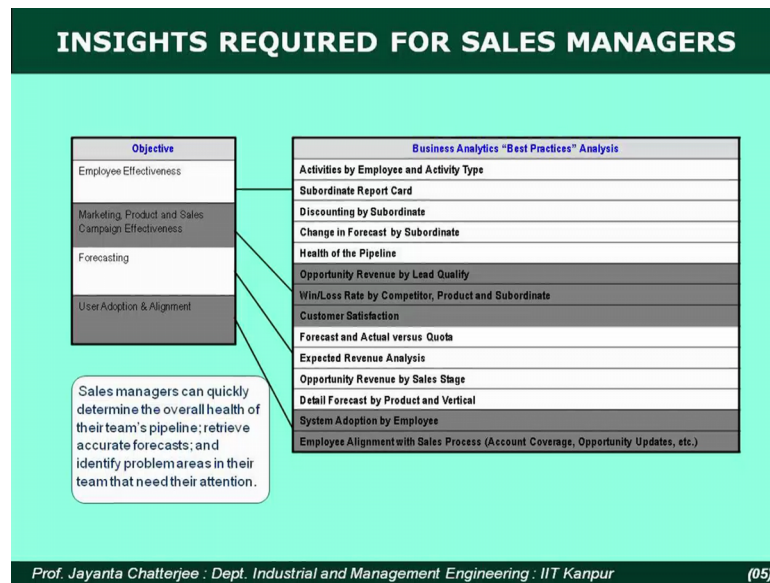 INSIGHTS REQUIRED FOR SALES MANAGERS
Objective
Employee Effectiveness
Marketing, Product and Sales
Campaign Effectiveness
Forecasting
User Adoption & Alignment
Business Analytics “Best Practices” Analysis
Activities by Employee and Activity Type
Subordinate Report Card
Discounting by Subordinate
Change in Forecast by Subordinate
Health of the Pipeline
Opportunity Revenue by Lead Qualify
Win/Loss Rate by Competitor, Product and Subordinate
Customer Satisfaction
Forecast and Actual versus Quota
Expected Revenue Analysis
Opportunity Revenue by Sales Stage
Detail Forecast by Product and Vertical
System Adoption by Employee
Employee Alignment with Sales Process (Account Coverage, Opportunity Updates, etc.)
Sales managers can quickly
determine the overall health of
their team's pipeline; retrieve
accurate forecasts; and
identify problem areas in their
team that need their attention.
Prof. Jayanta Chatterjee : Dept. Industrial and Management Engineering : IIT Kanpur
(05)